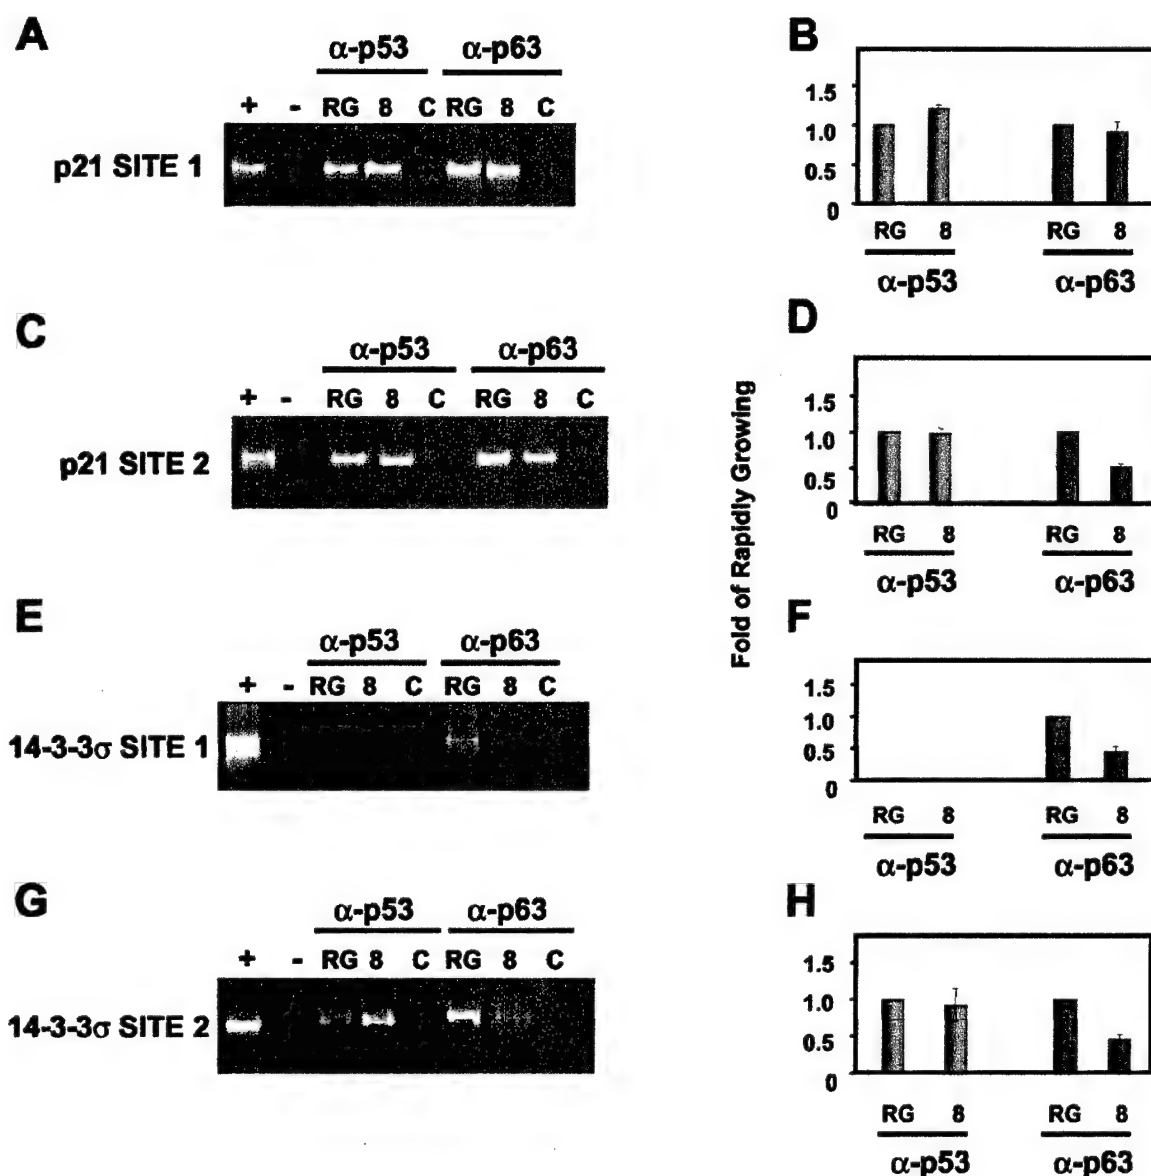 A
α-p53 α-p63
+ - RG 8 C RG 8 C
p21 SITE 1
B
1.5
1.0
0.5
0
RG 8 RG 8
α-p53 α-p63
C
α-p53 α-p63
+ - RG 8 C RG 8 C
p21 SITE 2
D
1.5
1.0
0.5
0
RG 8 RG 8
α-p53 α-p63
Fold of Rapidly Growing
E
α-p53 α-p63
+ - RG 8 C RG 8 C
14-3-3σ SITE 1
F
1.5
1.0
0.5
0
RG 8 RG 8
α-p53 α-p63
G
α-p53 α-p63
+ - RG 8 C RG 8 C
14-3-3σ SITE 2
H
1.5
1.0
0.5
0
RG 8 RG 8
α-p53 α-p63